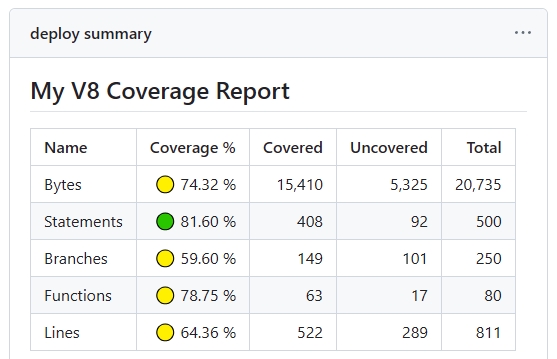 deploy summary
My V8 Coverage Report
Name Coverage % Covered Uncovered Total
Bytes 74.32 % 15,410 5,325 20,735
Statements 81.60 % 408 92 500
Branches 59.60 % 149 101 250
Functions 78.75 % 63 17 80
Lines 64.36 % 522 289 811